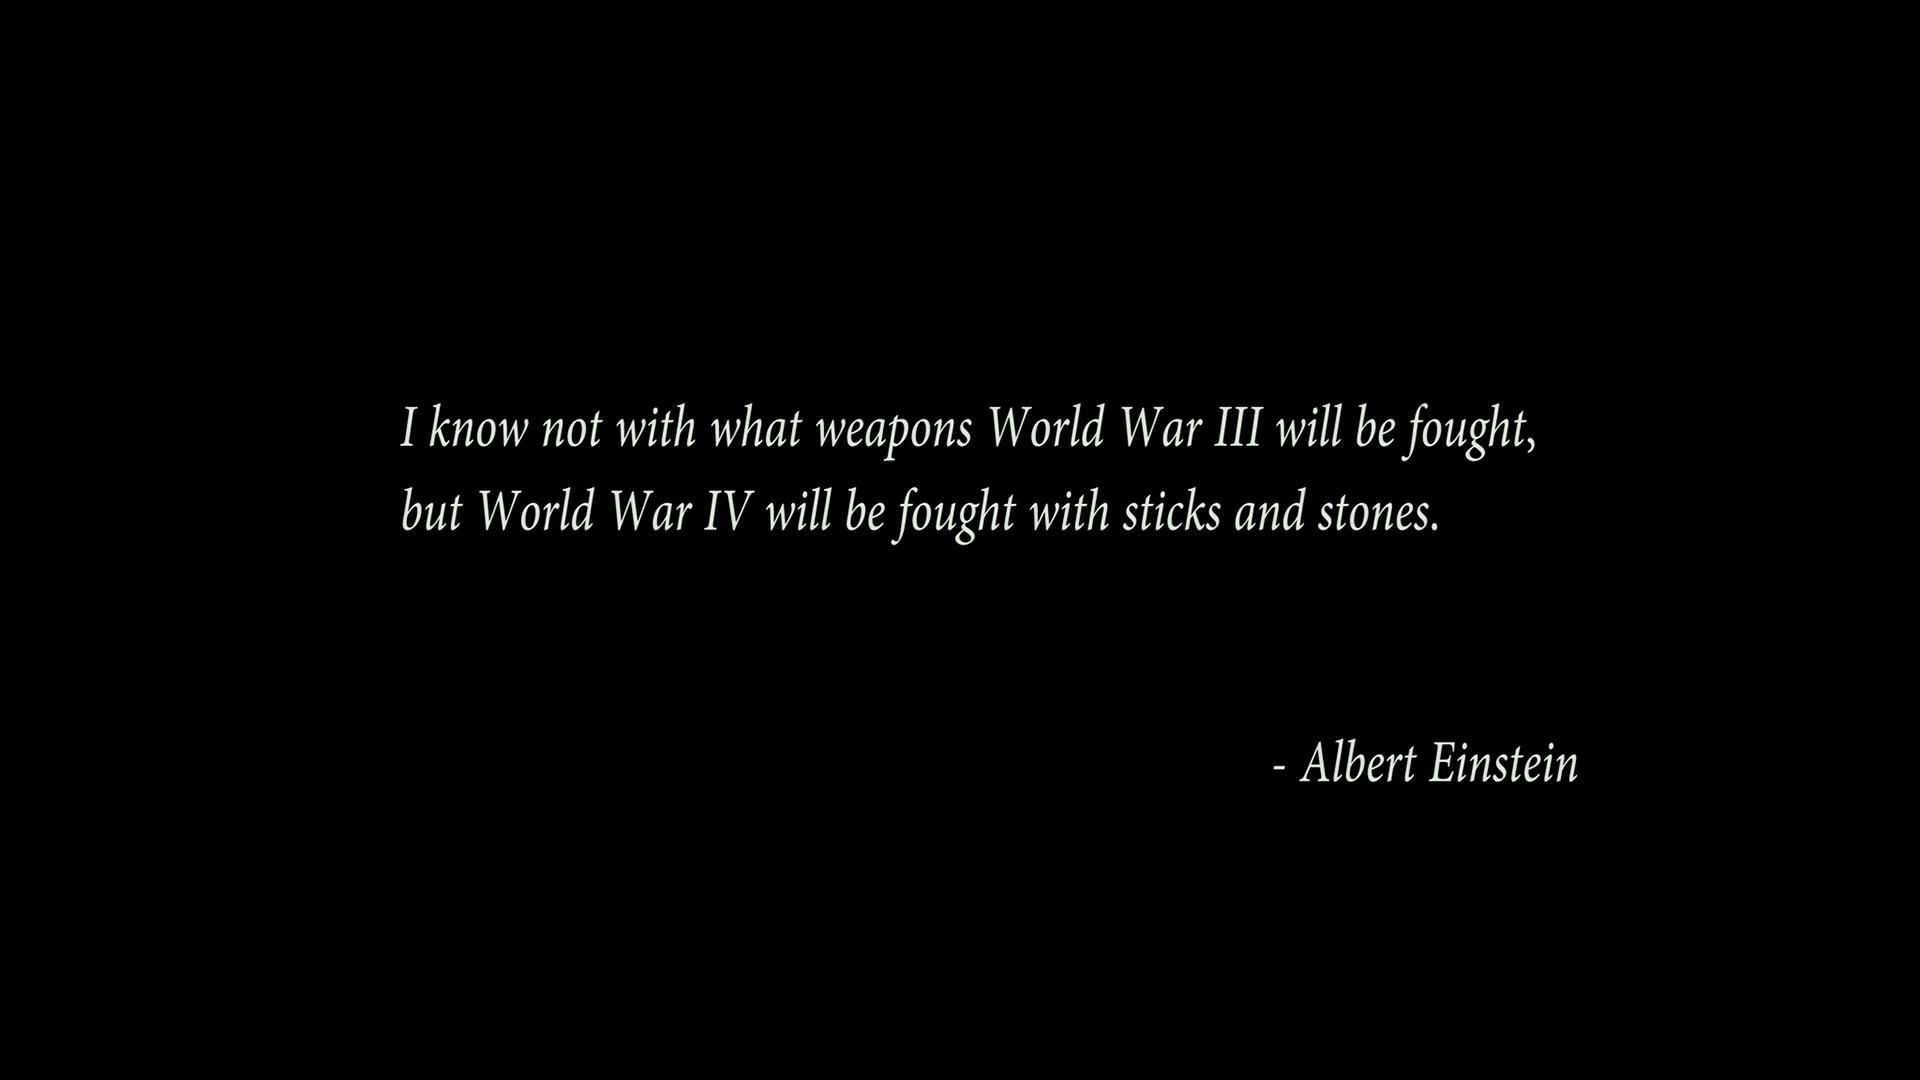 I know not with what weapons World War III will be fought,
but World War IV will be fought with sticks and stones.
- Albert Einstein